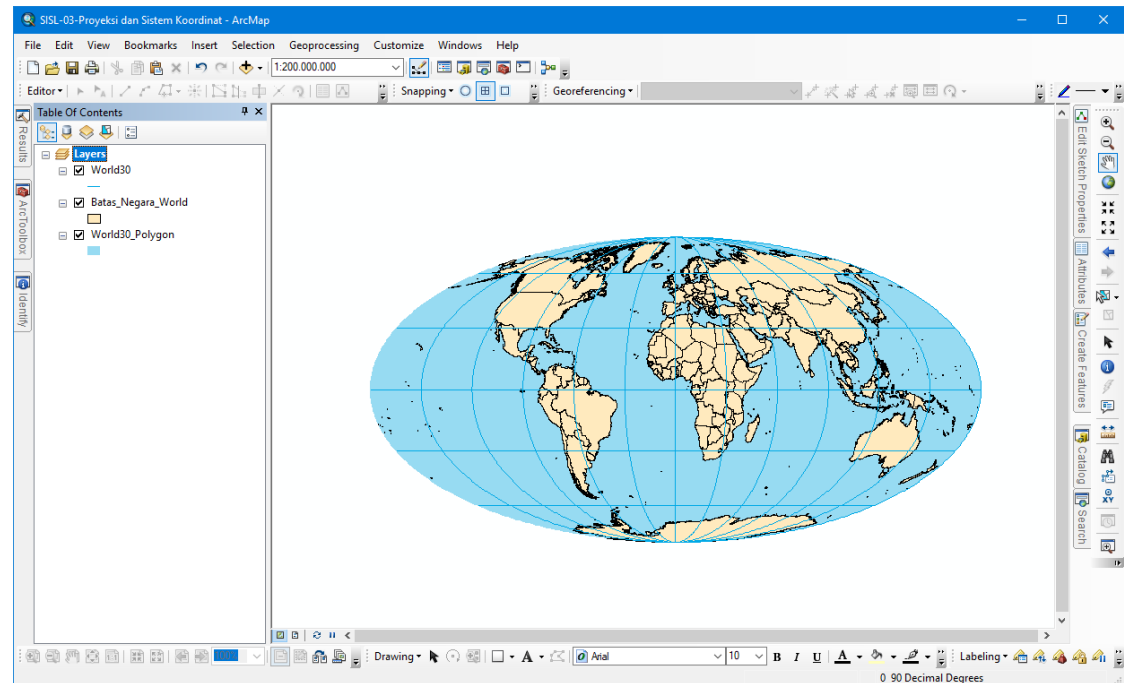 SISL-03-Proyeksi dan Sistem Koordinat - ArcMap
File Edit View Bookmarks Insert Selection Geoprocessing Customize Windows Help
1:200.000.000
Editor Snapping Georeferencing
Table Of Contents
Layers
World30
Batas_Negara_World
World30_Polygon
Results
ArcToolbox
Identify
Edit Sketch Properties
Attributes
Create Features
Catalog
Search
XY
Drawing A Arial 10 B I U A Labeling
0 90 Decimal Degrees